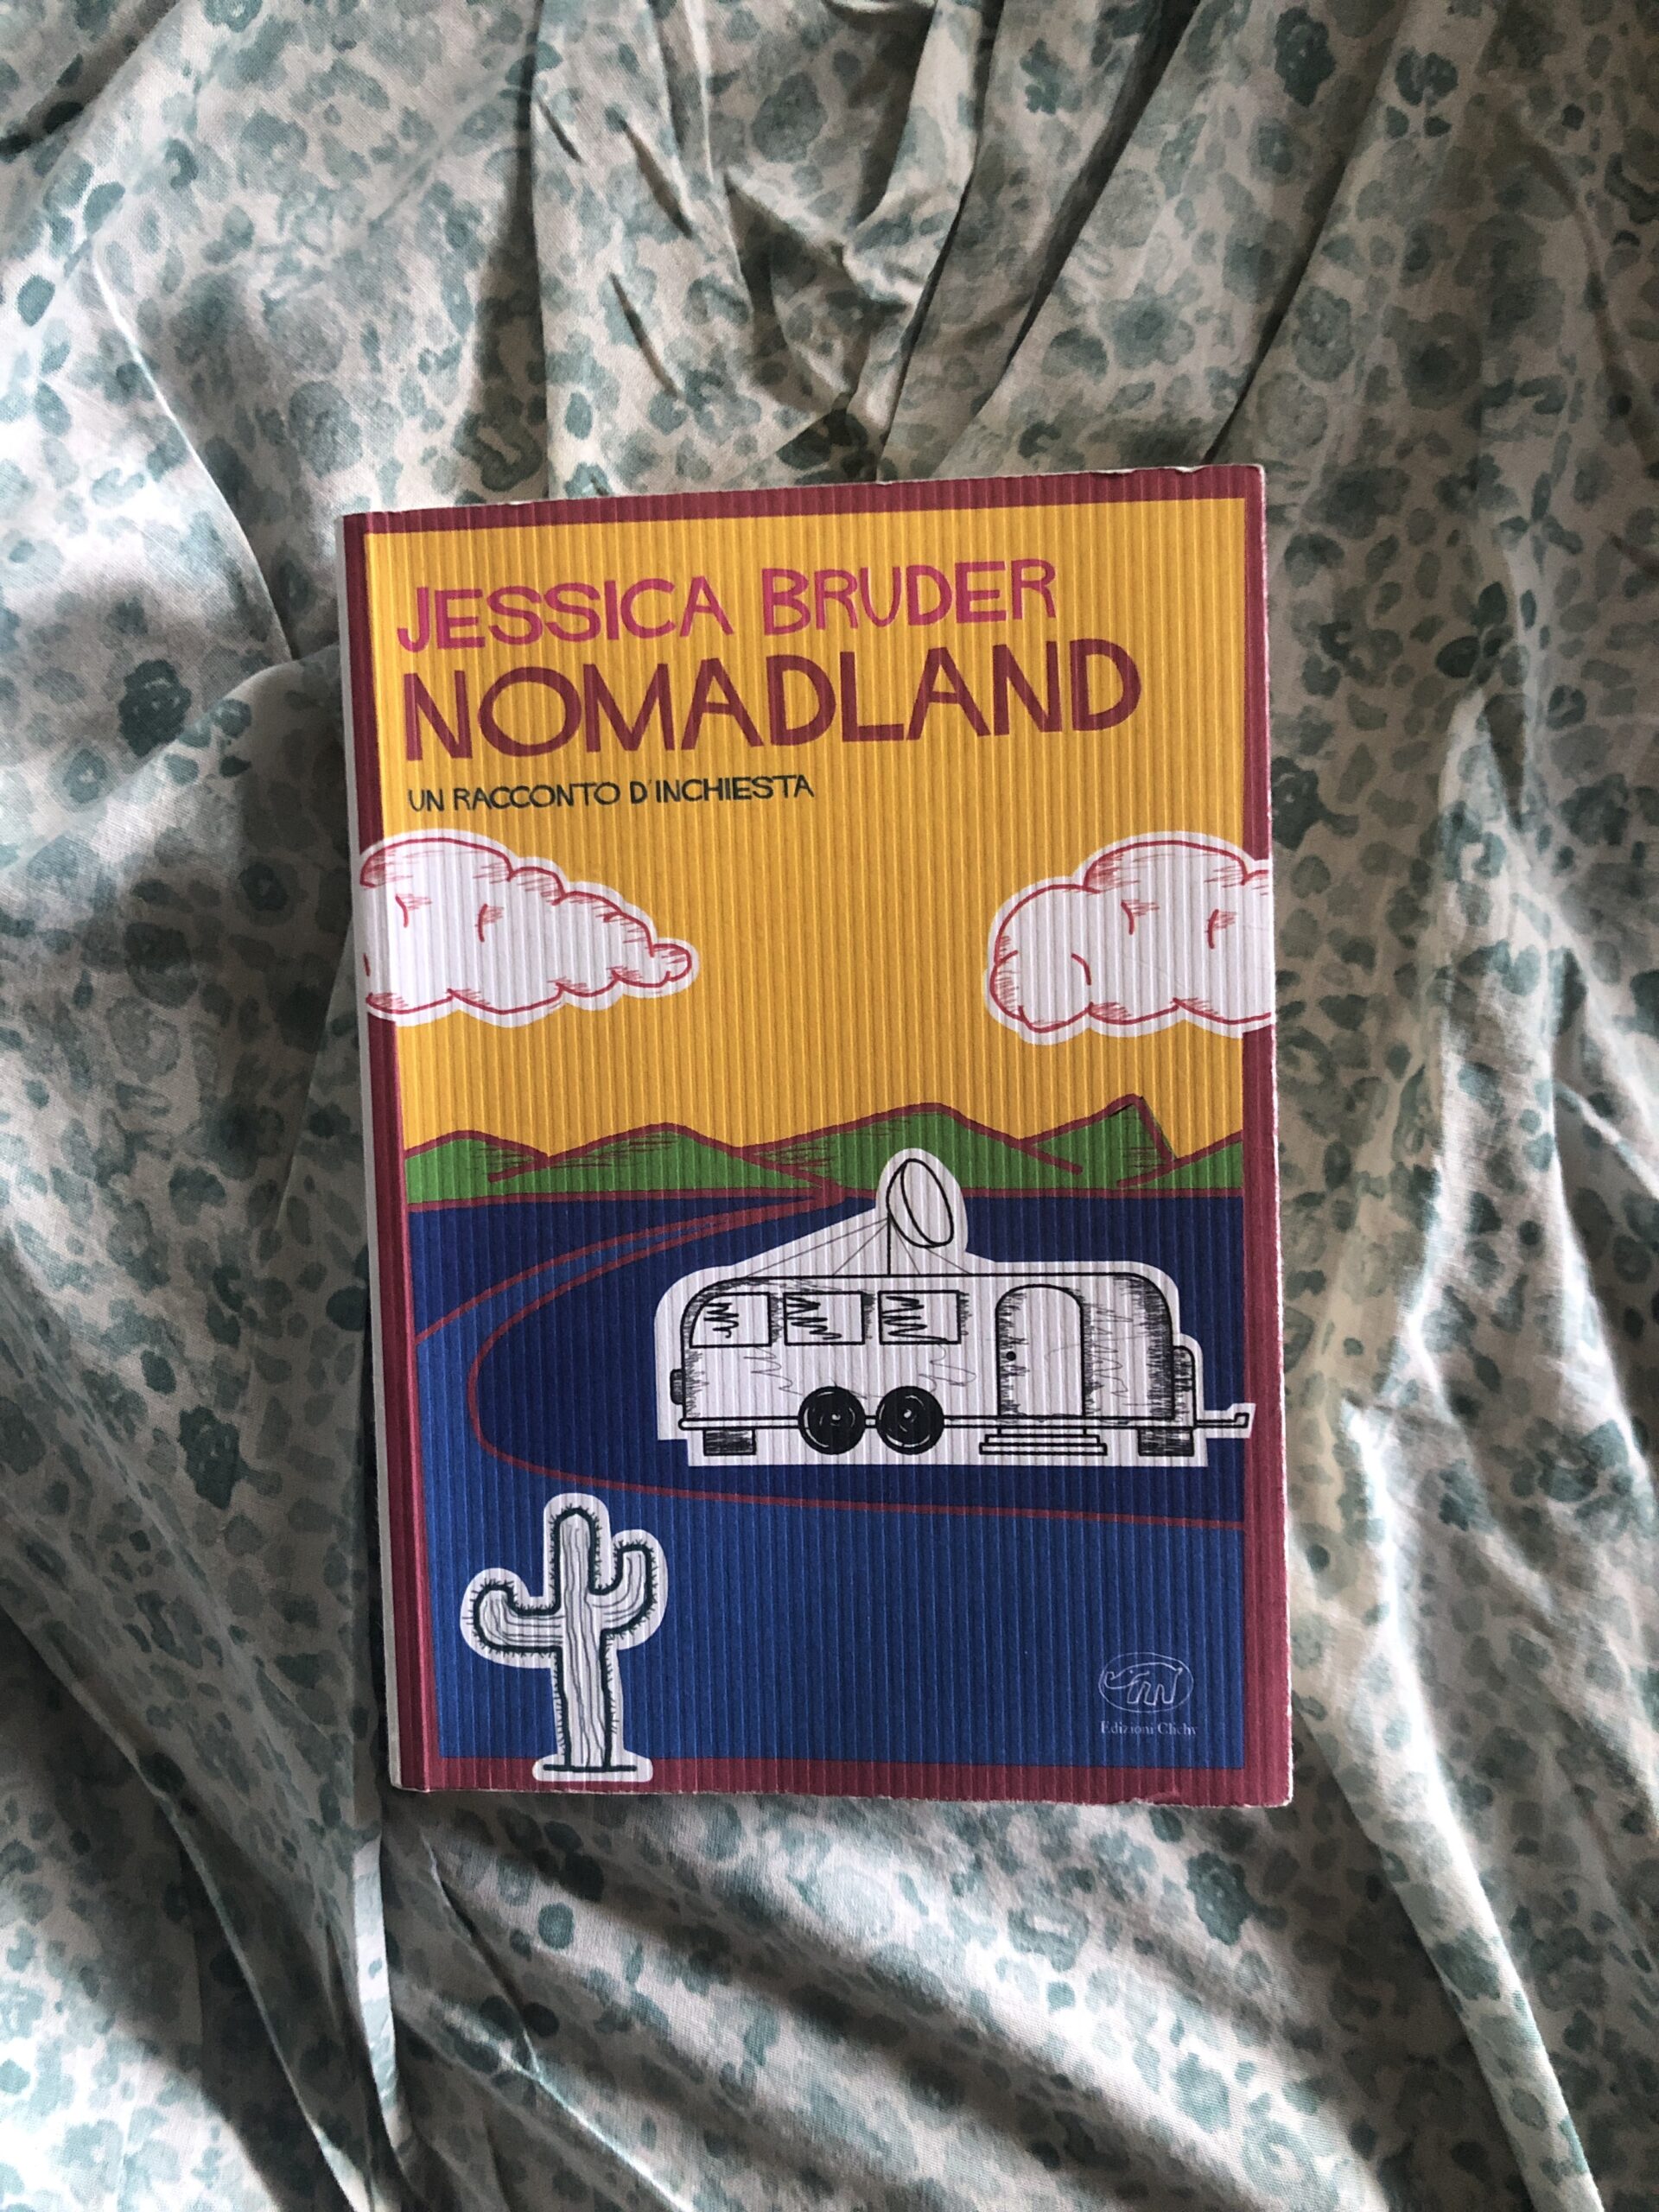 JESSICA BRUDER
NOMADLAND
UN RACCONTO D'INCHIESTA
Edizioni Clichy